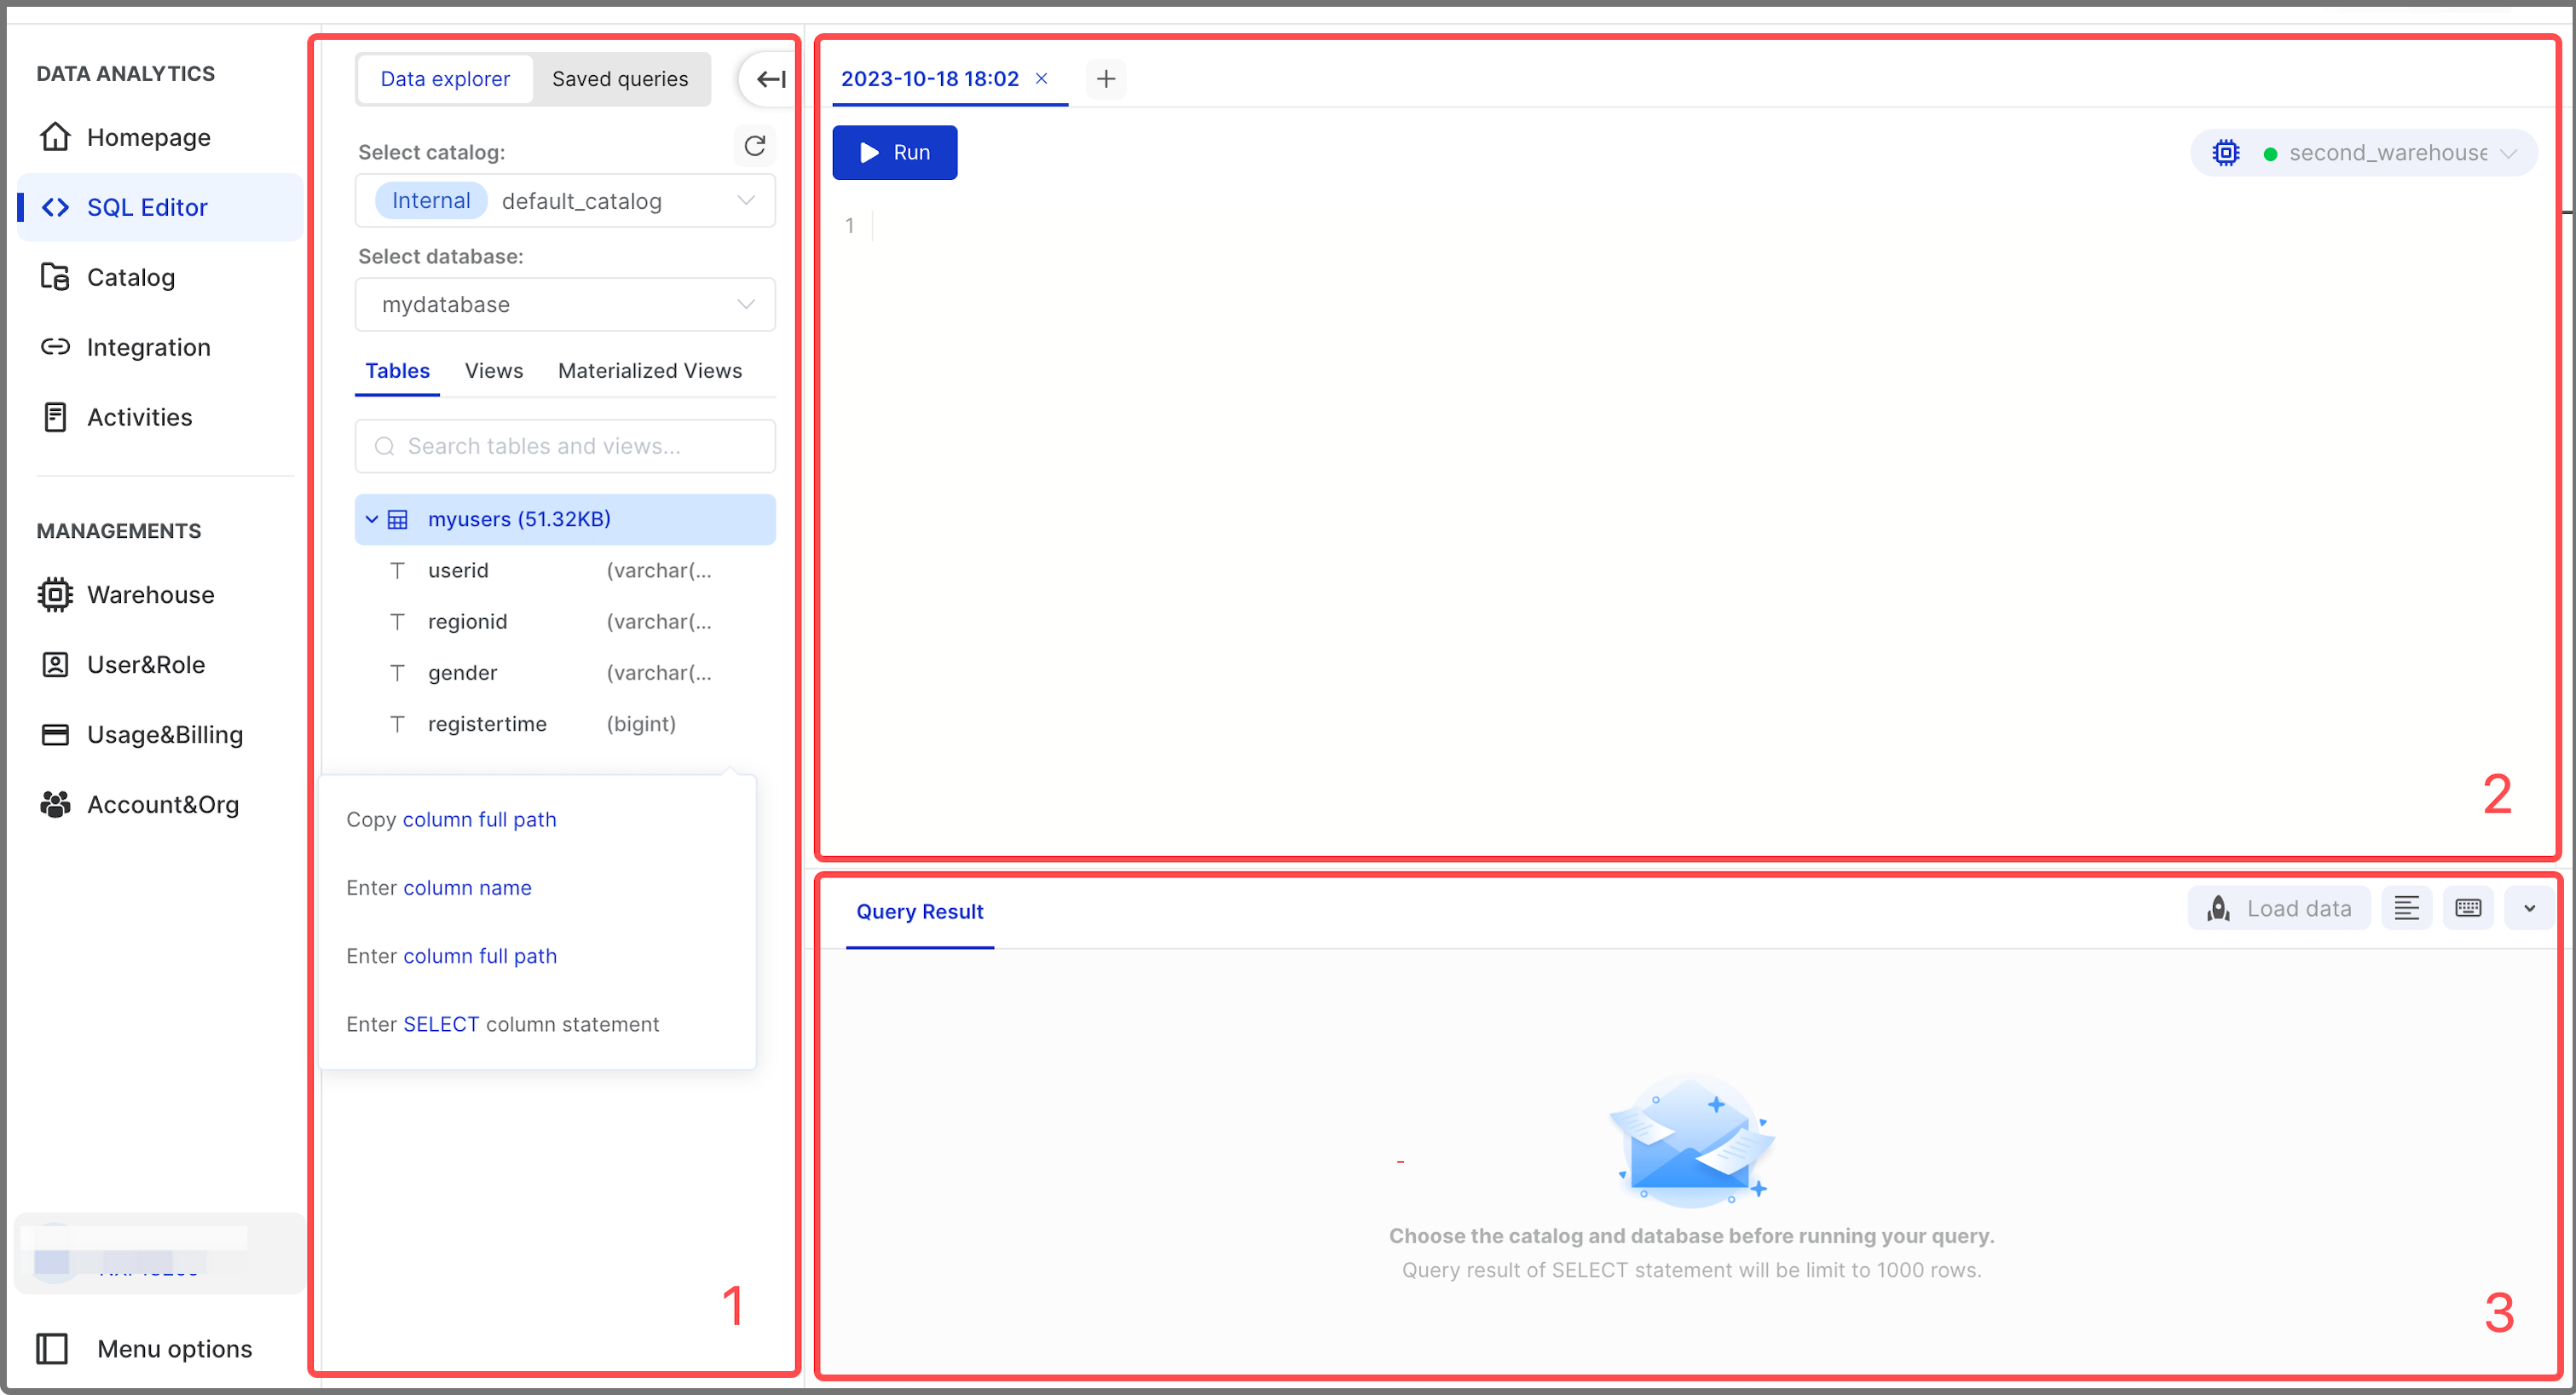 DATA ANALYTICS
Homepage
SQL Editor
Catalog
Integration
Activities
MANAGEMENTS
Warehouse
User&Role
Usage&Billing
Account&Org
Menu options
Data explorer Saved queries
Select catalog:
Internal default_catalog
Select database:
mydatabase
Tables Views Materialized Views
Search tables and views...
myusers (51.32KB)
userid (varchar(...
regionid (varchar(...
gender (varchar(...
registertime (bigint)
Copy column full path
Enter column name
Enter column full path
Enter SELECT column statement
1
2023-10-18 18:02
Run
second_warehouse
1
2
Query Result
Load data
Choose the catalog and database before running your query.
Query result of SELECT statement will be limit to 1000 rows.
3